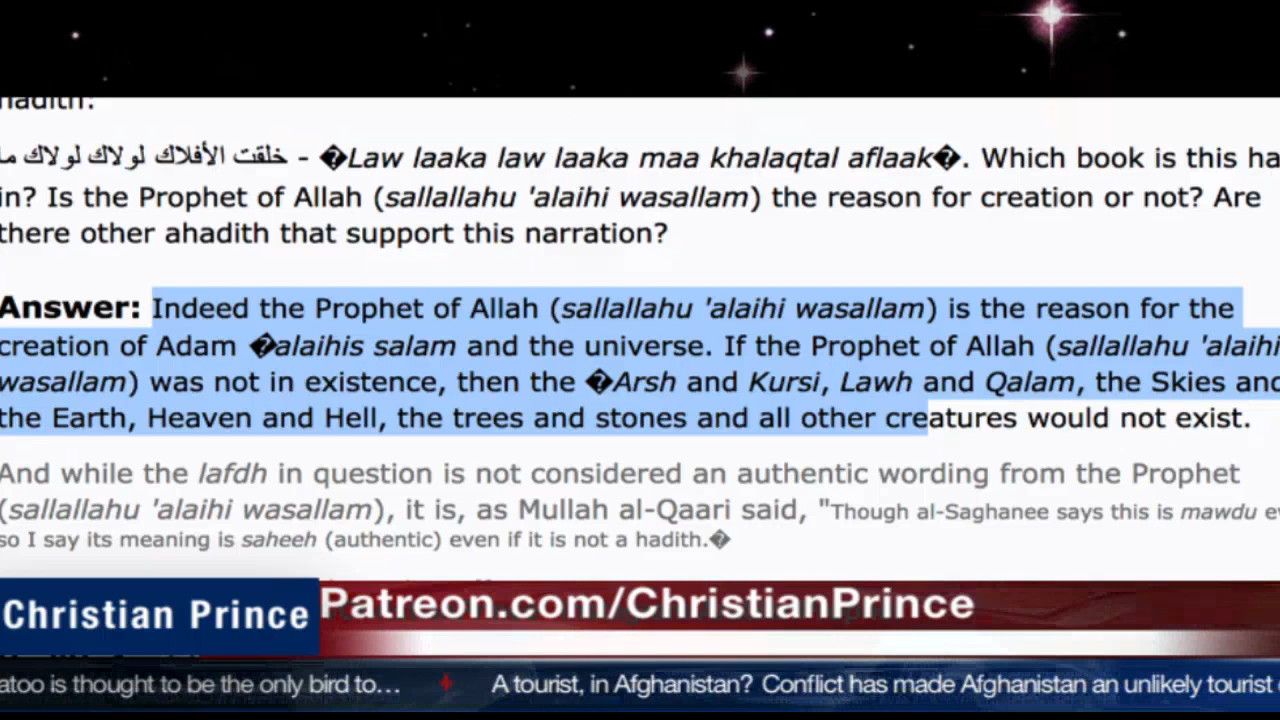 hadith:
خلقت الأفلاك لولاك لولاك ما - �Law laaka law laaka maa khalaqtal aflaak�. Which book is this ha
in? Is the Prophet of Allah (sallallahu 'alaihi wasallam) the reason for creation or not? Are
there other ahadith that support this narration?
Answer: Indeed the Prophet of Allah (sallallahu 'alaihi wasallam) is the reason for the
creation of Adam �alaihis salam and the universe. If the Prophet of Allah (sallallahu 'alaihi
wasallam) was not in existence, then the �Arsh and Kursi, Lawh and Qalam, the Skies and
the Earth, Heaven and Hell, the trees and stones and all other creatures would not exist.
And while the lafdh in question is not considered an authentic wording from the Prophet
(sallallahu 'alaihi wasallam), it is, as Mullah al-Qaari said, "Though al-Saghanee says this is mawdu ev
so I say its meaning is saheeh (authentic) even if it is not a hadith.�
Christian Prince
Patreon.com/ChristianPrince
atoo is thought to be the only bird to... A tourist, in Afghanistan? Conflict has made Afghanistan an unlikely tourist